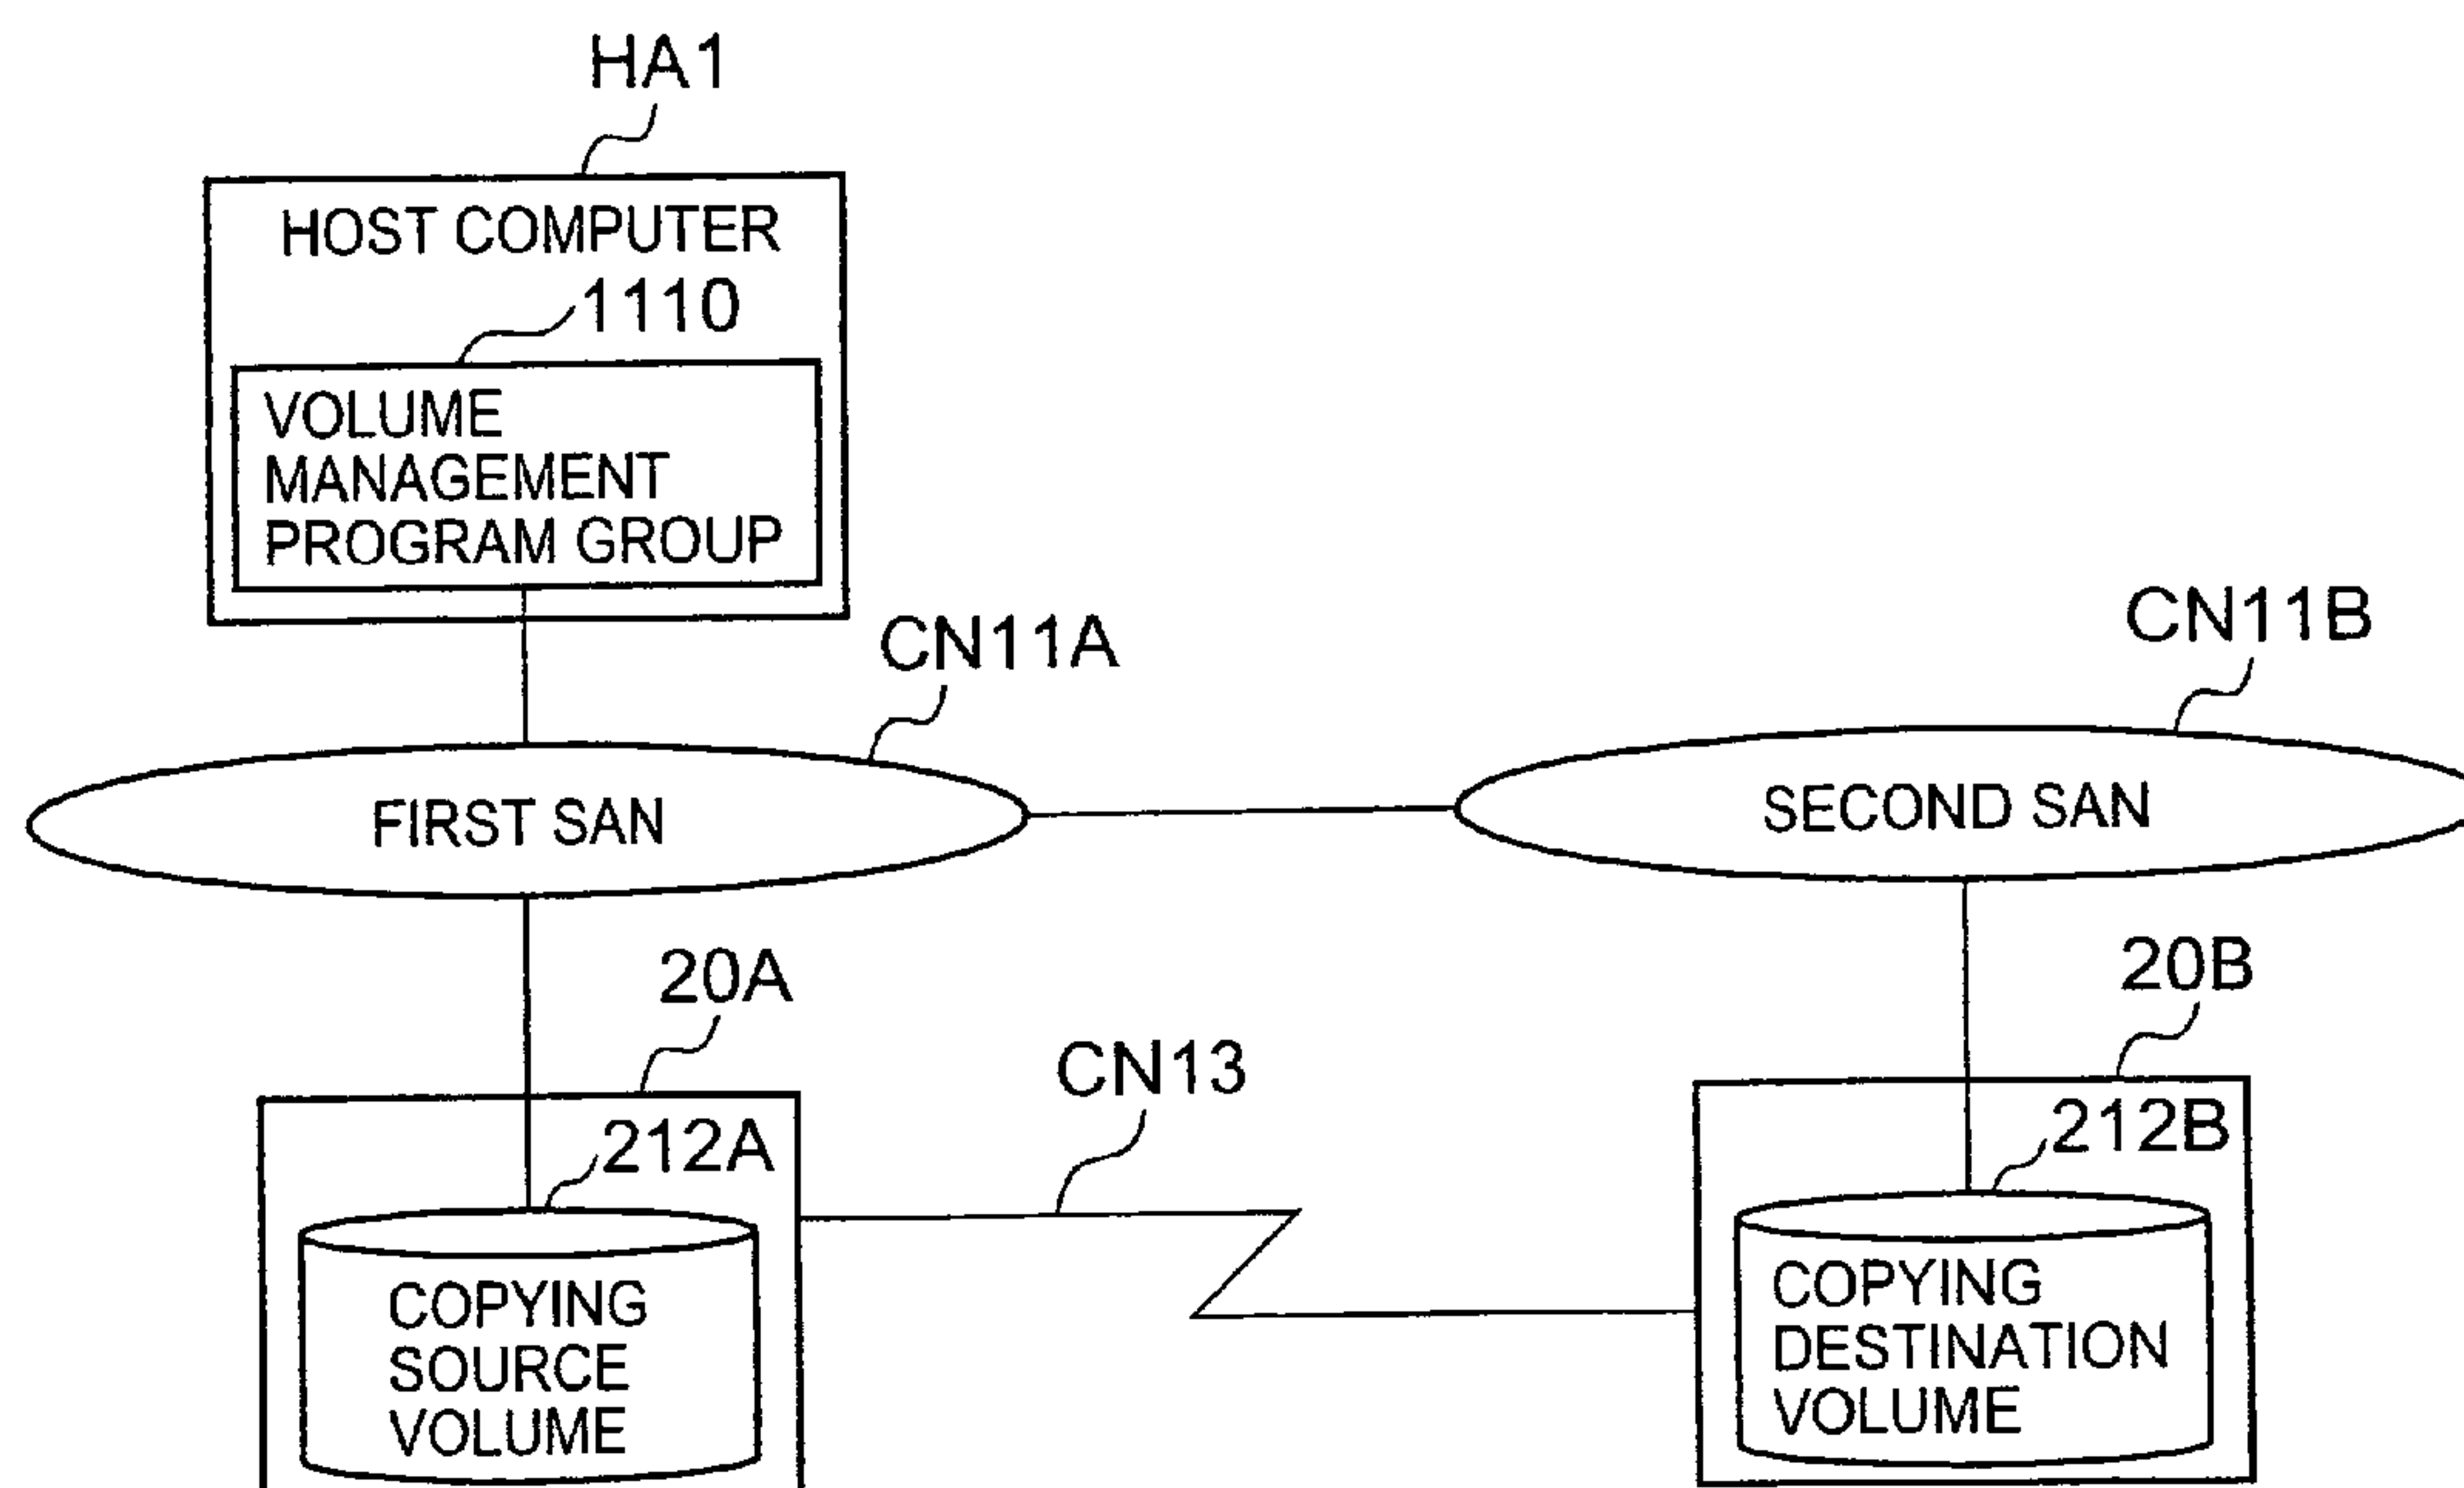 HA1
HOST COMPUTER
1110
VOLUME
MANAGEMENT
PROGRAM GROUP
CN11A
CN11B
FIRST SAN
SECOND SAN
20A
20B
CN13
212A
212B
COPYING
SOURCE
VOLUME
COPYING
DESTINATION
VOLUME